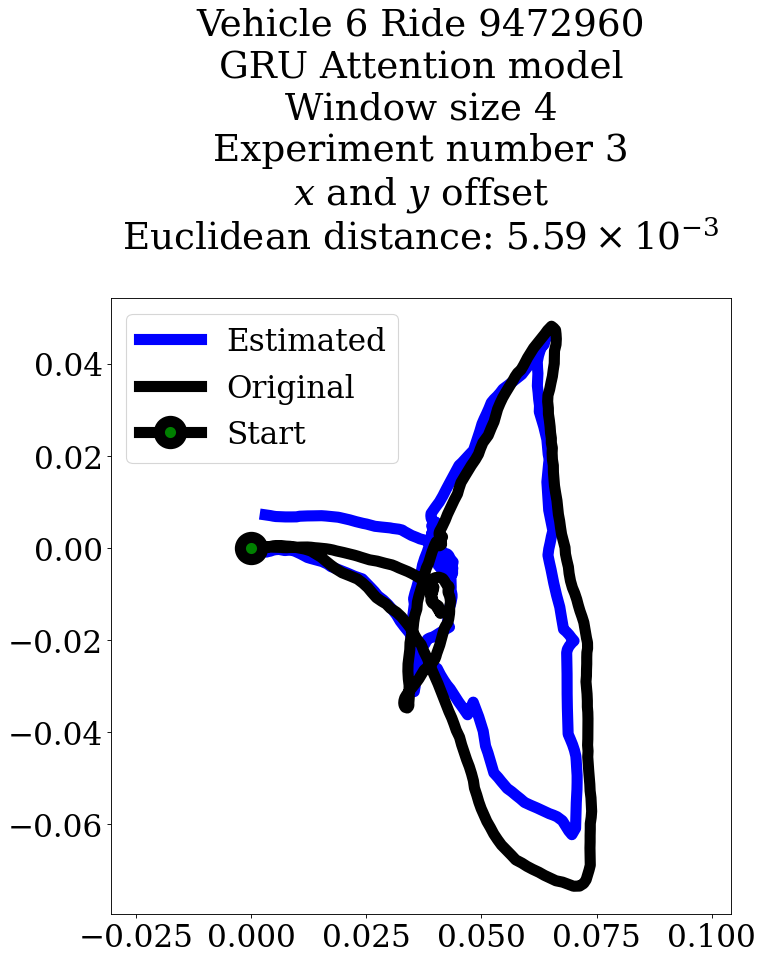 Vehicle 6 Ride 9472960
GRU Attention model
Window size 4
Experiment number 3
x and y offset
Euclidean distance: 5.59 × 10⁻³
Estimated
Original
Start
0.04
0.02
0.00
−0.02
−0.04
−0.06
−0.025 0.000 0.025 0.050 0.075 0.100